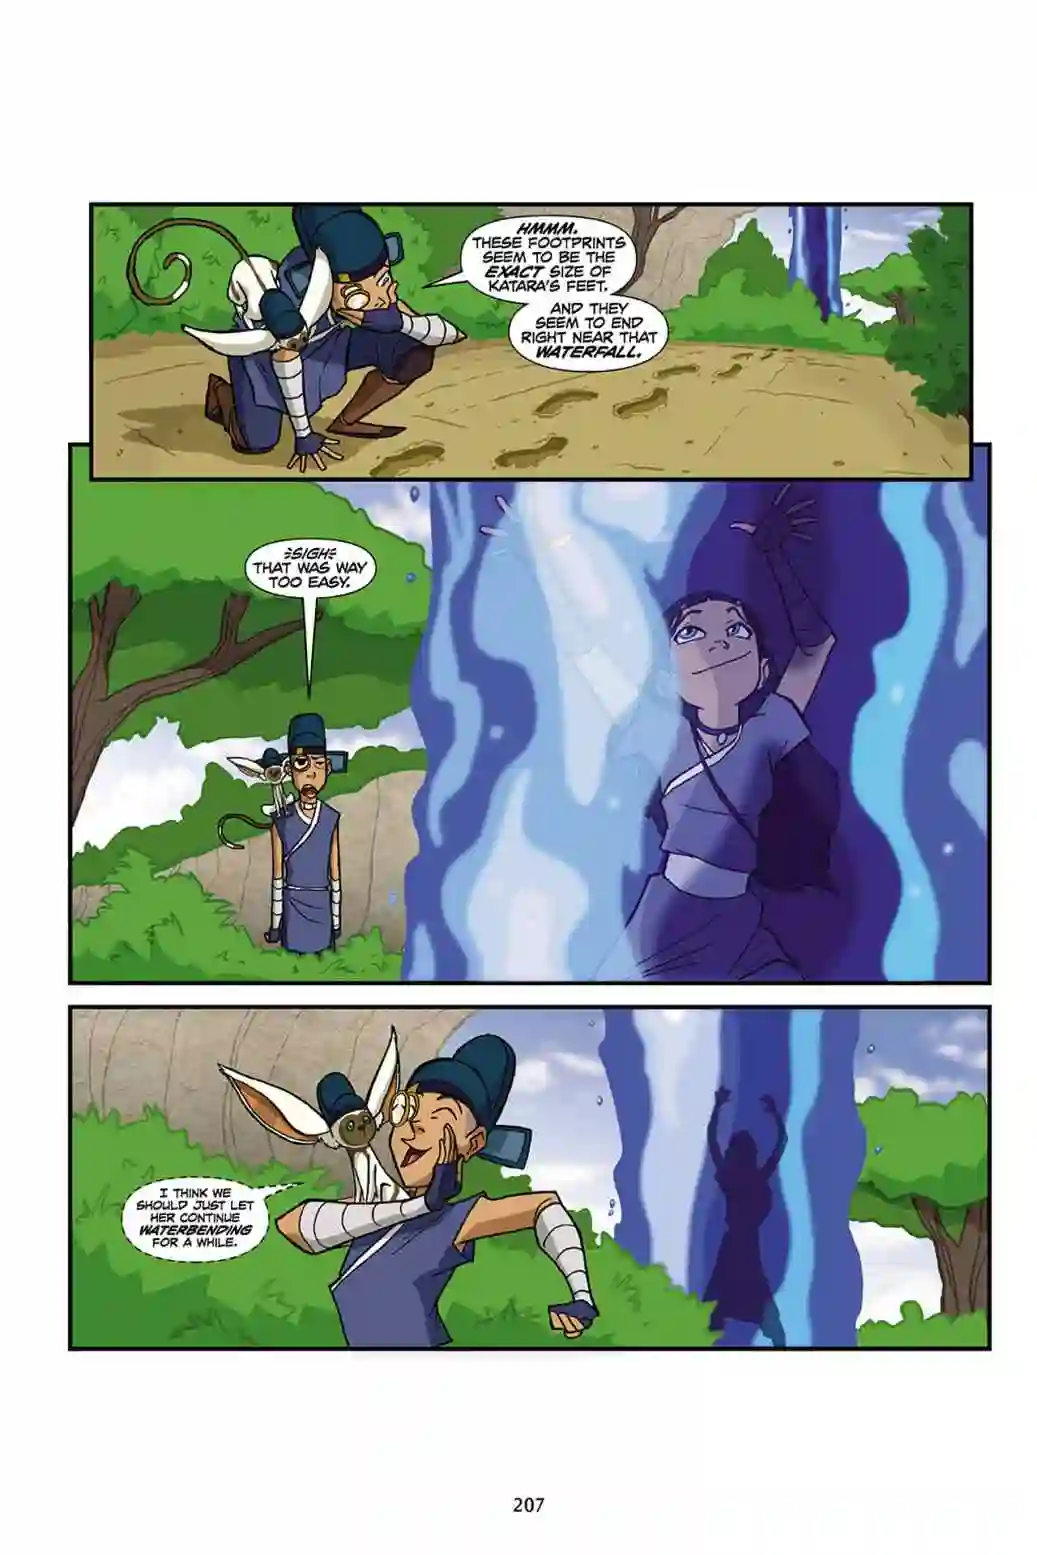 HMMM.
THESE FOOTPRINTS
SEEM TO BE THE
EXACT SIZE OF
KATARA'S FEET.
AND THEY
SEEM TO END
RIGHT NEAR THAT
WATERFALL.
SIGH
THAT WAS WAY
TOO EASY.
I THINK WE
SHOULD JUST LET
HER CONTINUE
WATERBENDING
FOR A WHILE.
207